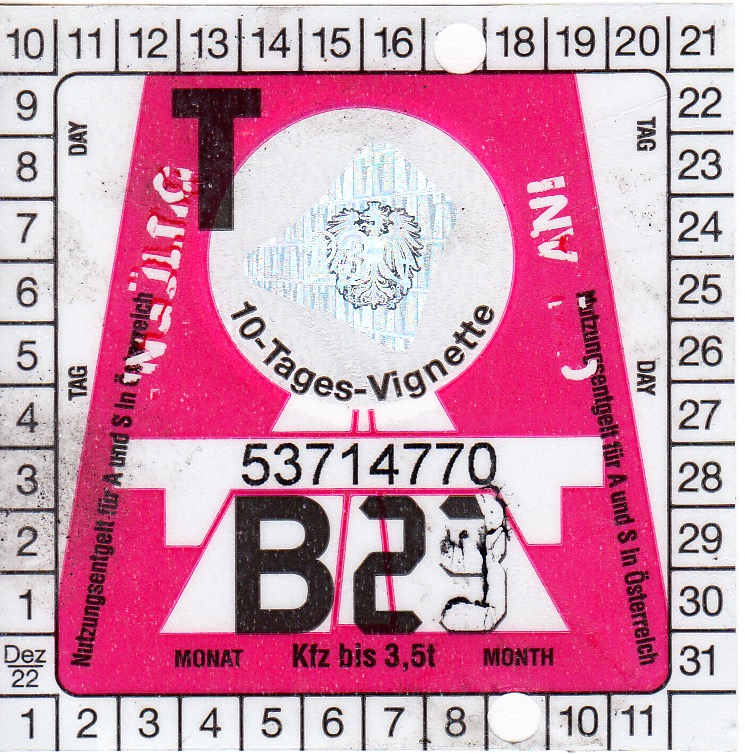 10 11 12 13 14 15 16 18 19 20 21
9 22
8 23
7 24
6 25
5 26
4 27
3 28
2 29
1 30
Dez
22
31
1 2 3 4 5 6 7 8 10 11
DAY
TAG
TAG
DAY
T
B
10-Tages-Vignette
Nutzungsentgelt für A und S in Österreich
Nutzungsentgelt für A und S in Österreich
53714770
B23
MONAT Kfz bis 3,5t MONTH